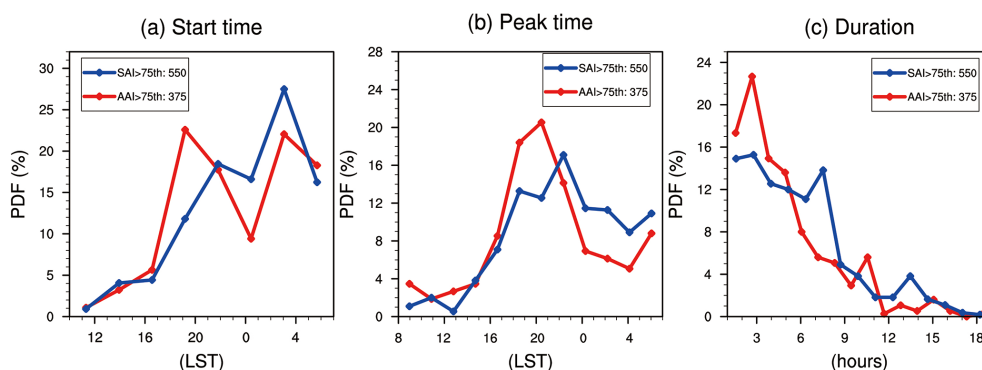 (a) Start time
PDF (%)
30
25
20
15
10
5
0
SAI>75th: 550
AAI>75th: 375
12 16 20 0 4
(LST)
(b) Peak time
PDF (%)
28
24
20
16
12
8
4
0
SAI>75th: 550
AAI>75th: 375
8 12 16 20 0 4
(LST)
(c) Duration
PDF (%)
24
20
16
12
8
4
0
SAI>75th: 550
AAI>75th: 375
3 6 9 12 15 18
(hours)